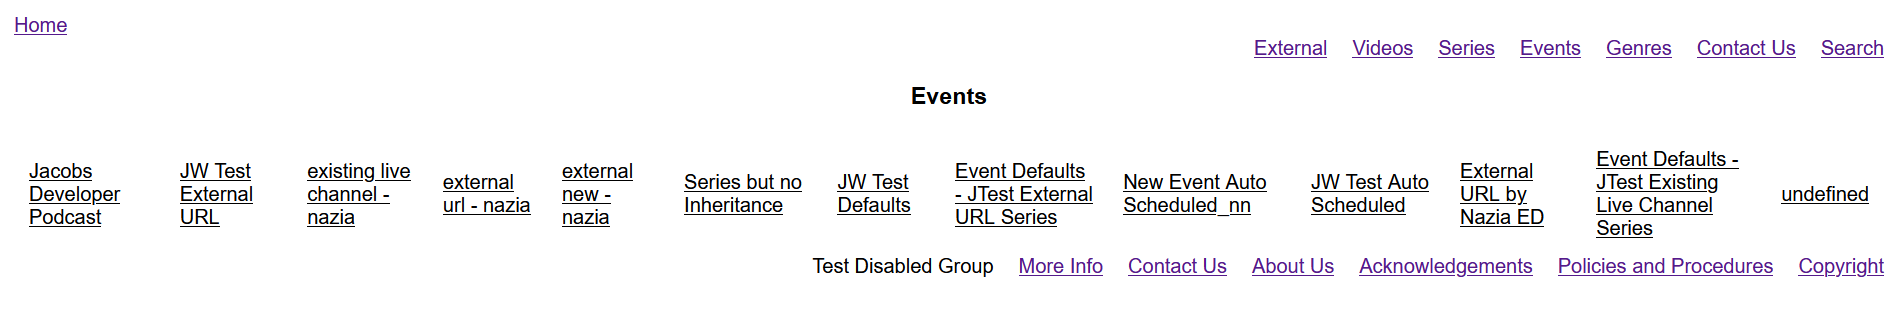 Home
External Videos Series Events Genres Contact Us Search
Events
Jacobs
Developer
Podcast
JW Test
External
URL
existing live
channel -
nazia
external
url - nazia
external
new -
nazia
Series but no
Inheritance
JW Test
Defaults
Event Defaults
- JTest External
URL Series
New Event Auto
Scheduled_nn
JW Test Auto
Scheduled
External
URL by
Nazia ED
Event Defaults -
JTest Existing
Live Channel
Series
undefined
Test Disabled Group More Info Contact Us About Us Acknowledgements Policies and Procedures Copyright